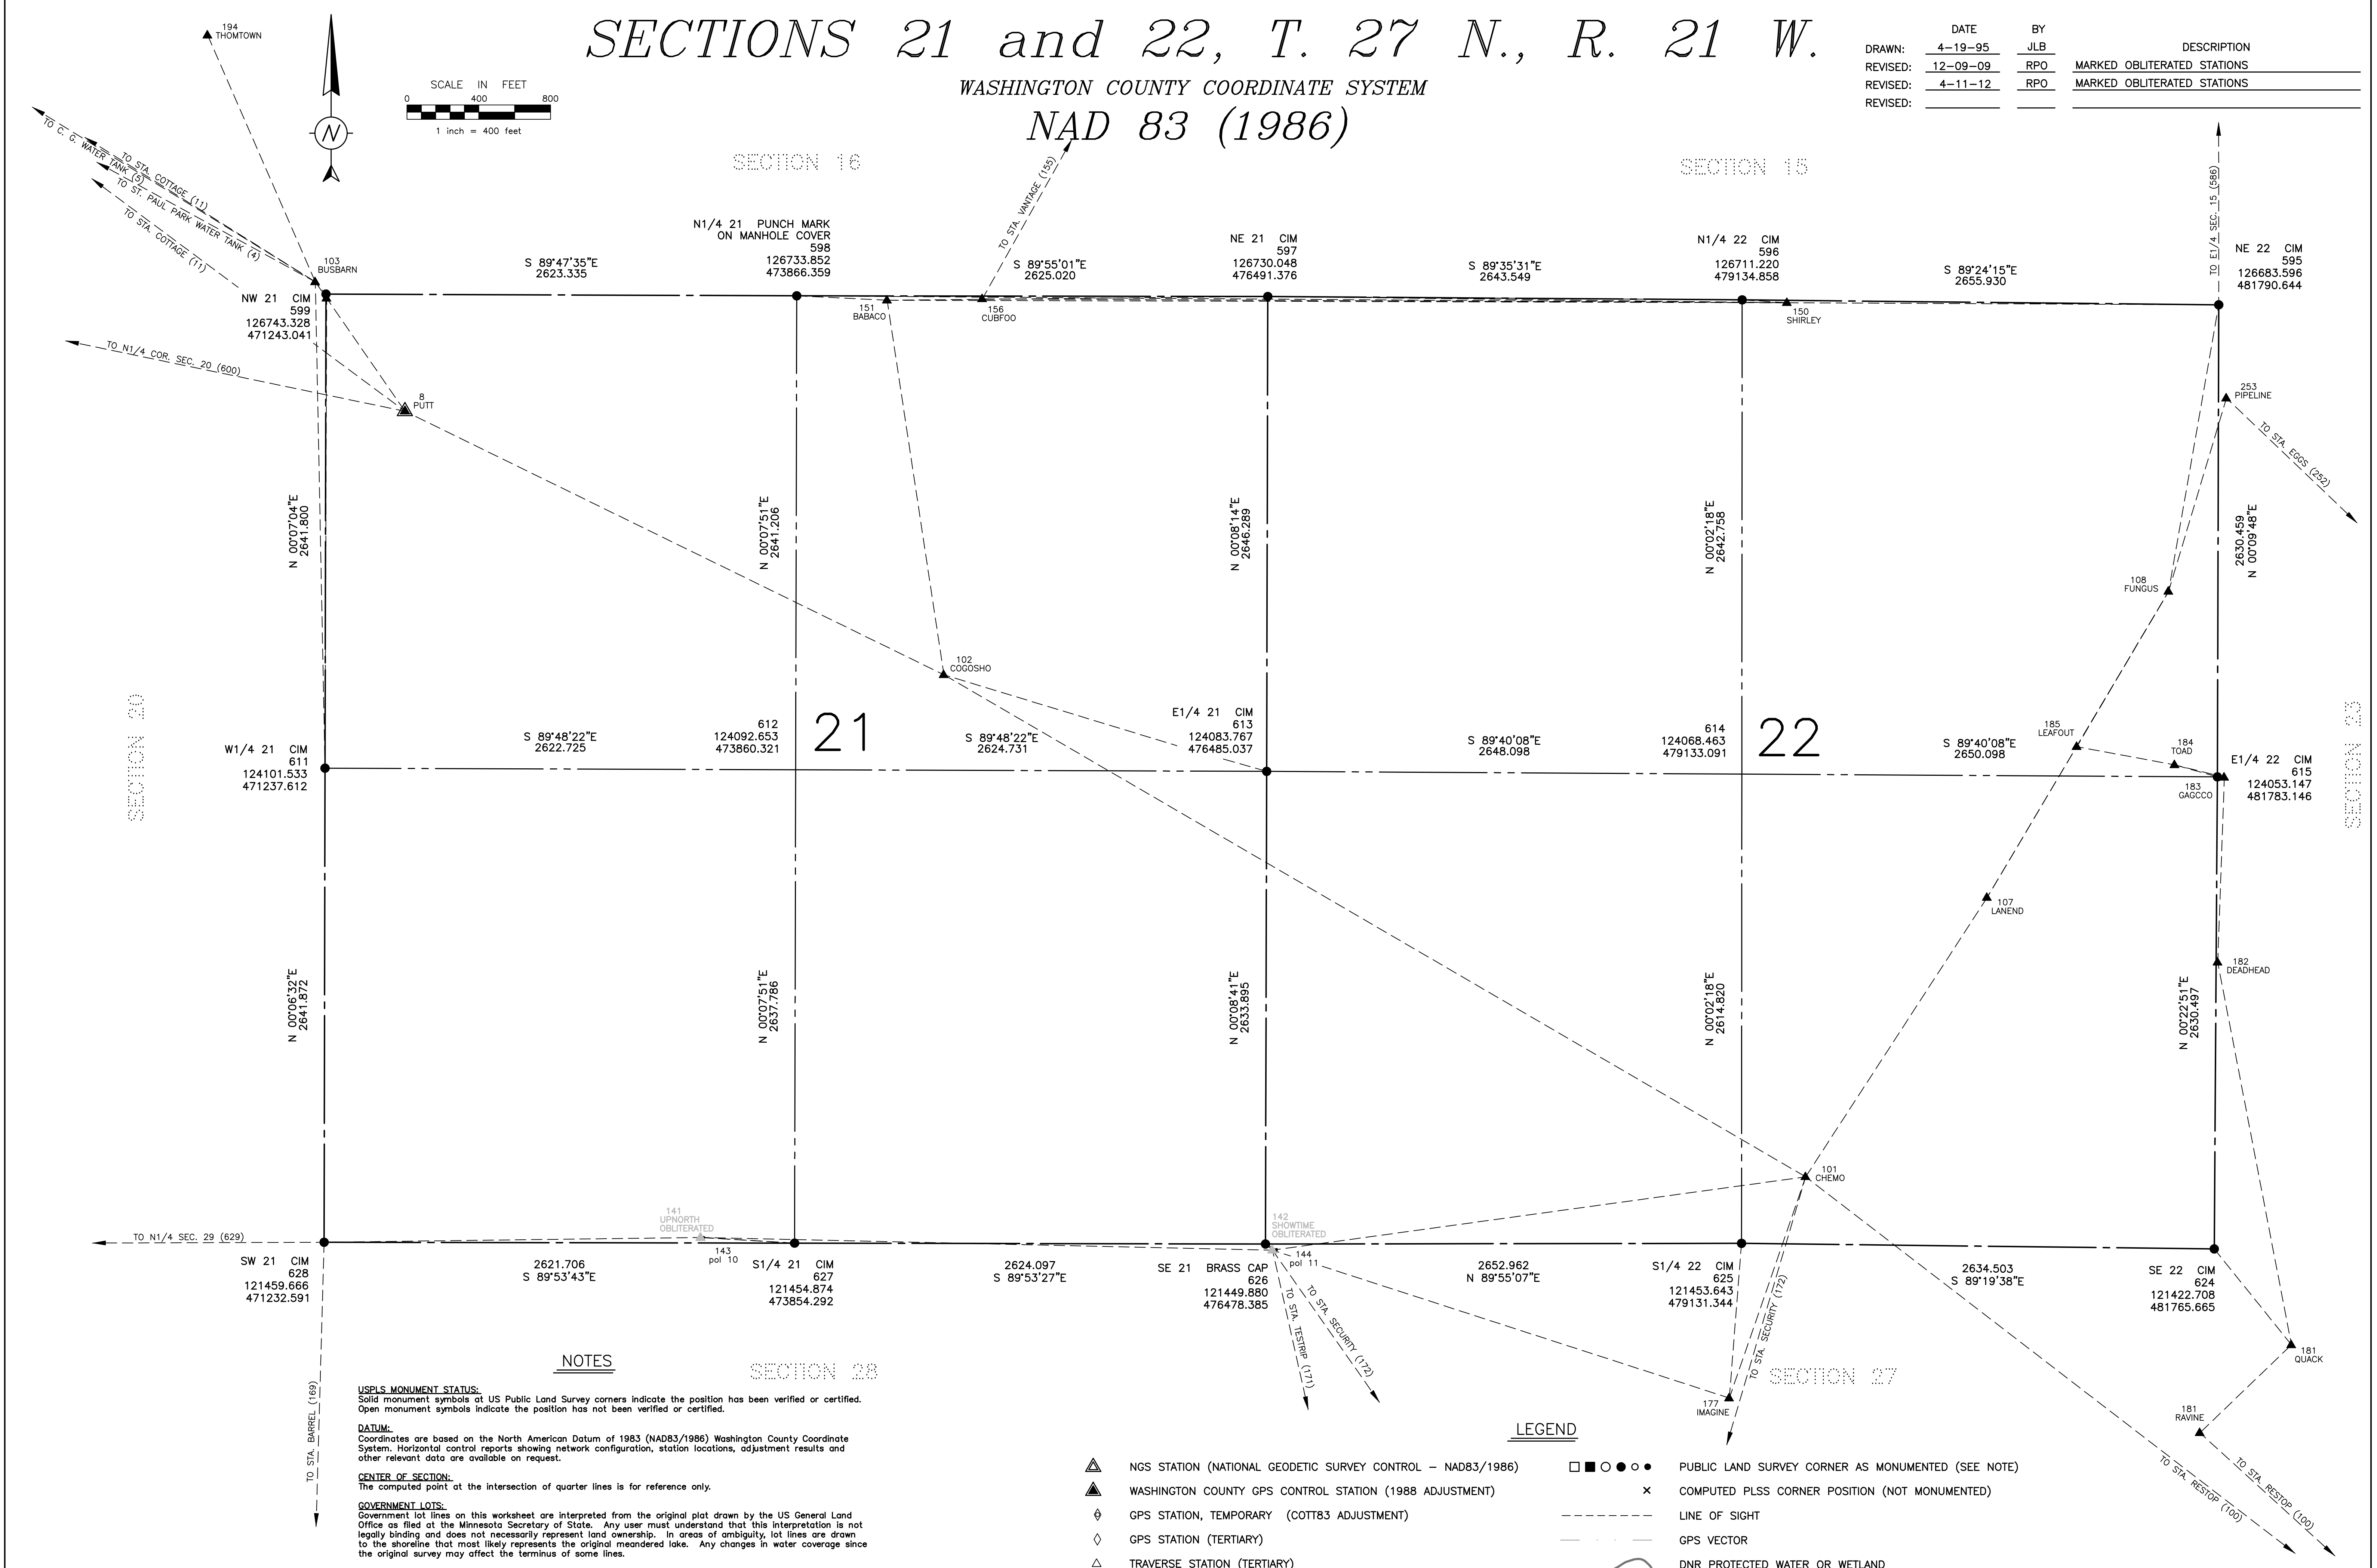 SECTIONS 21 and 22, T. 27 N., R. 21 W.
WASHINGTON COUNTY COORDINATE SYSTEM
NAD 83 (1986)
DATE BY DESCRIPTION
DRAWN: 4-19-95 JLB
REVISED: 12-09-09 RPO MARKED OBLITERATED STATIONS
REVISED: 4-11-12 RPO MARKED OBLITERATED STATIONS
REVISED:
194
THOMTOWN
SCALE IN FEET
0 400 800
1 inch = 400 feet
N
TO C. G. WATER TANK (5)
TO STA. COTTAGE (11)
TO ST. PAUL PARK WATER TANK (4)
TO STA. COTTAGE (11)
SECTION 16
SECTION 15
TO STA. VANTAGE (155)
TO E1/4 SEC. 15 (586)
103
BUSBARN
NW 21 CIM
599
126743.328
471243.041
S 89°47'35"E
2623.335
N1/4 21 PUNCH MARK
ON MANHOLE COVER
598
126733.852
473866.359
S 89°55'01"E
2625.020
NE 21 CIM
597
126730.048
476491.376
S 89°35'31"E
2643.549
N1/4 22 CIM
596
126711.220
479134.858
S 89°24'15"E
2655.930
NE 22 CIM
595
126683.596
481790.644
151
BABACO
156
CUBFOO
150
SHIRLEY
TO N1/4 COR. SEC. 20 (600)
8
PUTT
253
PIPELINE
TO STA. EGGS (252)
N 00°07'04"E
2641.800
N 00°07'51"E
2641.206
N 00°08'14"E
2646.289
N 00°02'18"E
2642.758
2630.459
N 00°09'48"E
108
FUNGUS
102
COGOSHO
SECTION 20
W1/4 21 CIM
611
124101.533
471237.612
S 89°48'22"E
2622.725
612
124092.653
473860.321
21
S 89°48'22"E
2624.731
E1/4 21 CIM
613
124083.767
476485.037
S 89°40'08"E
2648.098
614
124068.463
479133.091
22
S 89°40'08"E
2650.098
185
LEAFOUT
184
TOAD
183
GAGCCO
E1/4 22 CIM
615
124053.147
481783.146
SECTION 23
107
LANEND
182
DEADHEAD
N 00°06'32"E
2641.872
N 00°07'51"E
2637.786
N 00°08'41"E
2633.895
N 00°02'18"E
2614.820
N 00°22'51"E
2630.497
101
CHEMO
TO N1/4 SEC. 29 (629)
141
UPNORTH
OBLITERATED
143
pol 10
142
SHOWTIME
OBLITERATED
144
pol 11
SW 21 CIM
628
121459.666
471232.591
2621.706
S 89°53'43"E
S1/4 21 CIM
627
121454.874
473854.292
2624.097
S 89°53'27"E
SE 21 BRASS CAP
626
121449.880
476478.385
2652.962
N 89°55'07"E
S1/4 22 CIM
625
121453.643
479131.344
2634.503
S 89°19'38"E
SE 22 CIM
624
121422.708
481765.665
TO STA. BARREL (169)
TO STA. TESTRIP (171)
TO STA. SECURITY (172)
TO STA. SECURITY (172)
177
IMAGINE
181
QUACK
181
RAVINE
TO STA. RESTOP (100)
TO STA. RESTOP (100)
SECTION 28
SECTION 27
NOTES
USPLS MONUMENT STATUS:
Solid monument symbols at US Public Land Survey corners indicate the position has been verified or certified.
Open monument symbols indicate the position has not been verified or certified.
DATUM:
Coordinates are based on the North American Datum of 1983 (NAD83/1986) Washington County Coordinate
System. Horizontal control reports showing network configuration, station locations, adjustment results and
other relevant data are available on request.
CENTER OF SECTION:
The computed point at the intersection of quarter lines is for reference only.
GOVERNMENT LOTS:
Government lot lines on this worksheet are interpreted from the original plat drawn by the US General Land
Office as filed at the Minnesota Secretary of State. Any user must understand that this interpretation is not
legally binding and does not necessarily represent land ownership. In areas of ambiguity, lot lines are drawn
to the shoreline that most likely represents the original meandered lake. Any changes in water coverage since
the original survey may affect the terminus of some lines.
LEGEND
NGS STATION (NATIONAL GEODETIC SURVEY CONTROL - NAD83/1986)
WASHINGTON COUNTY GPS CONTROL STATION (1988 ADJUSTMENT)
GPS STATION, TEMPORARY (COTT83 ADJUSTMENT)
GPS STATION (TERTIARY)
TRAVERSE STATION (TERTIARY)
PUBLIC LAND SURVEY CORNER AS MONUMENTED (SEE NOTE)
COMPUTED PLSS CORNER POSITION (NOT MONUMENTED)
LINE OF SIGHT
GPS VECTOR
DNR PROTECTED WATER OR WETLAND